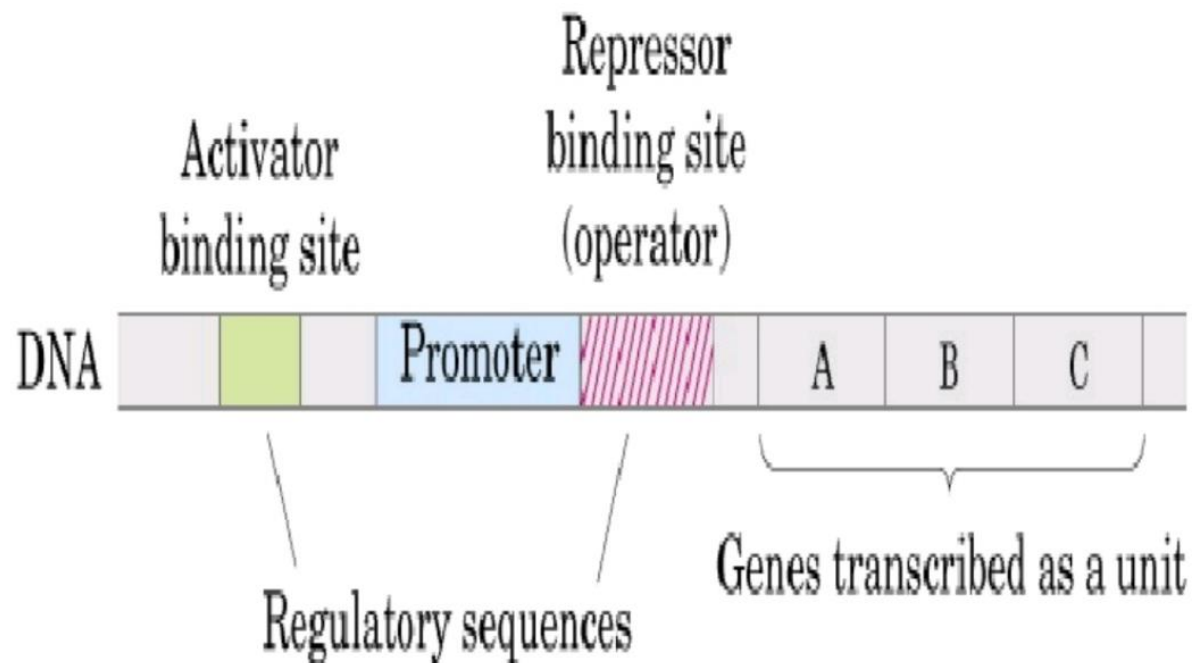 Repressor
binding site
(operator)
Activator
binding site
DNA
Promoter
A
B
C
Genes transcribed as a unit
Regulatory sequences